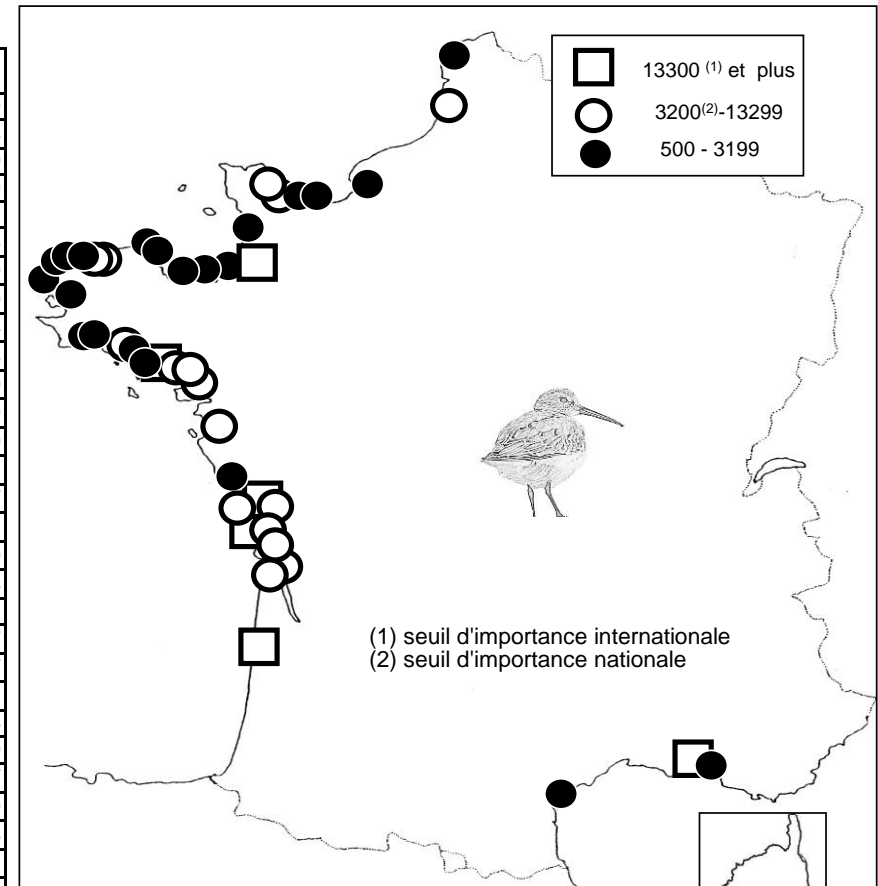 13300 (1) et plus
3200(2)-13299
500 - 3199
(1) seuil d'importance internationale
(2) seuil d'importance nationale